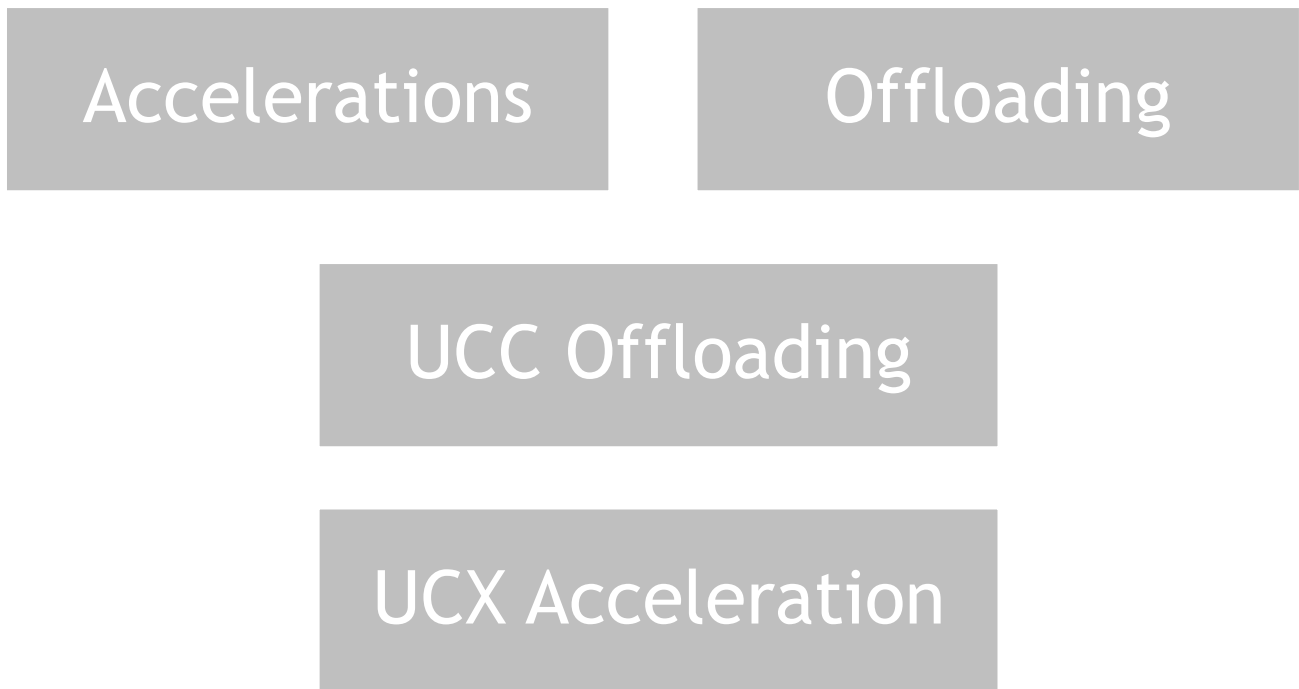 Accelerations
Offloading
UCC Offloading
UCX Acceleration